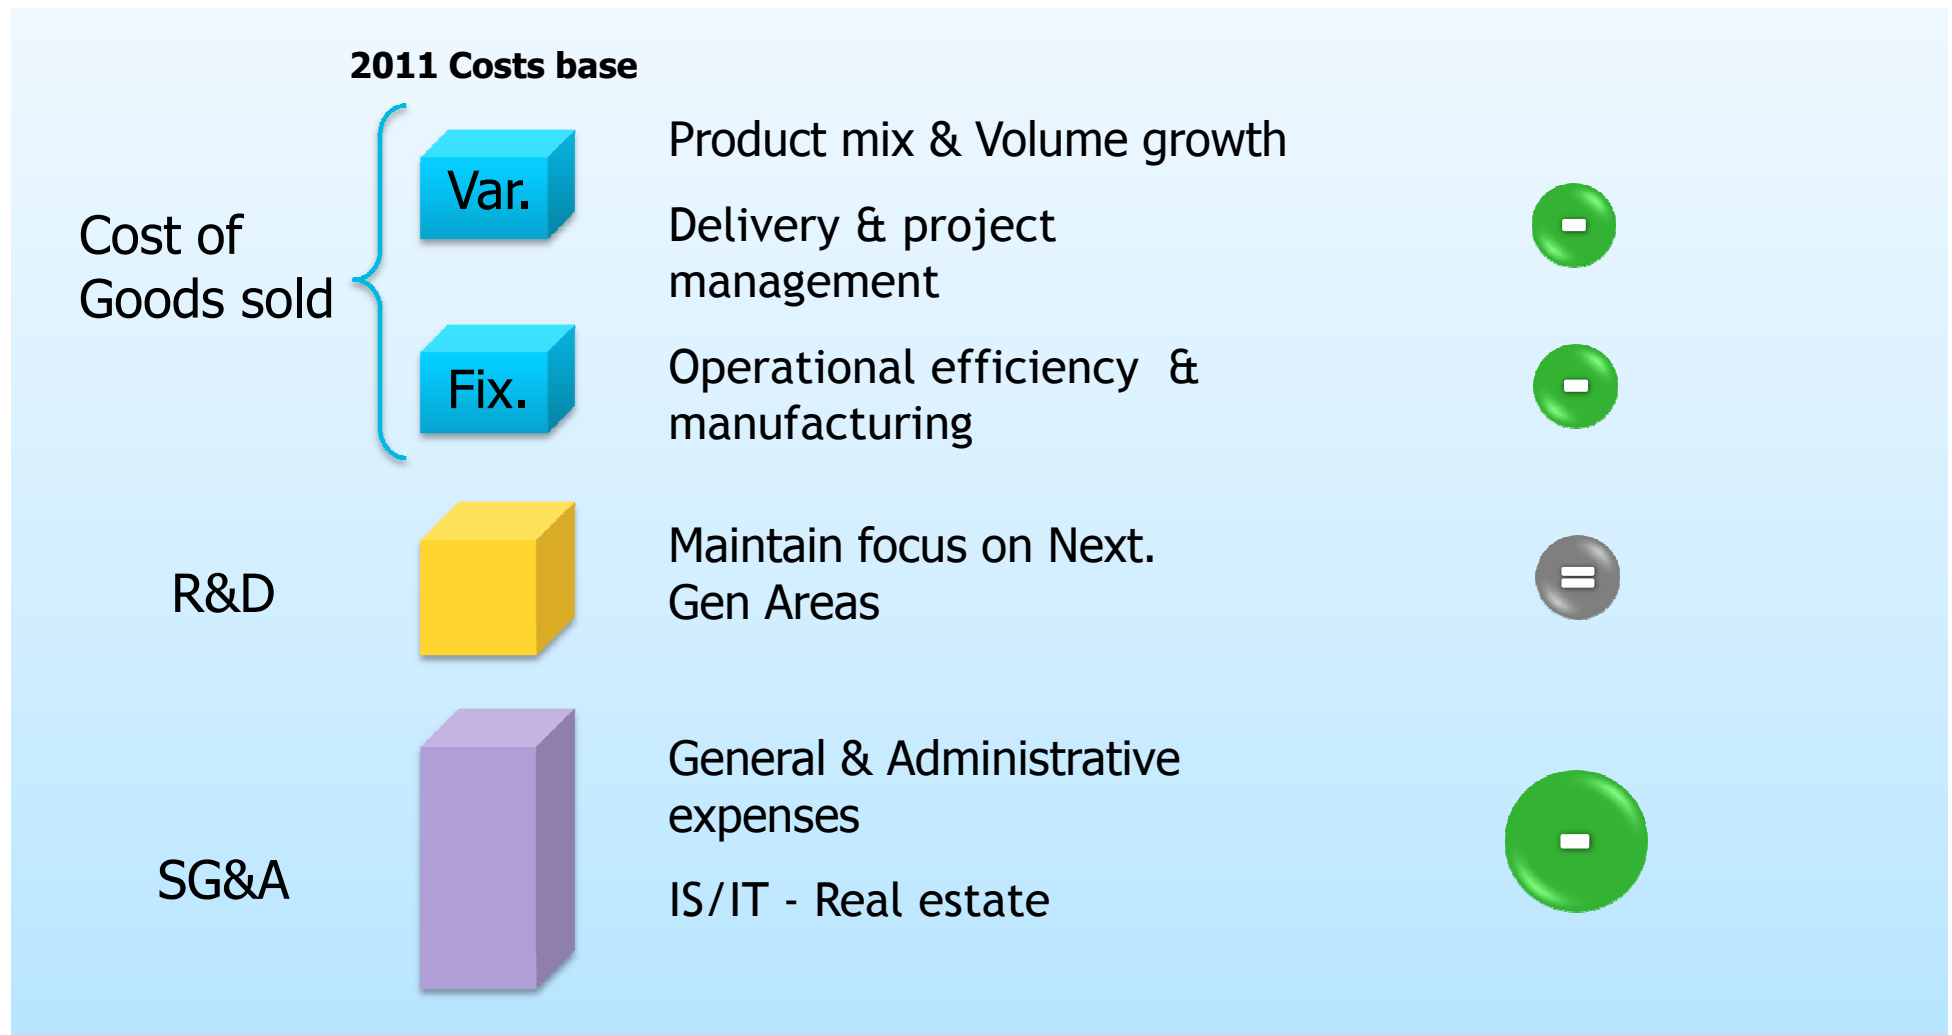 2011 Costs base
Cost of
Goods sold
Var.
Product mix & Volume growth
Delivery & project
management
-
Fix.
Operational efficiency  &
manufacturing
-
R&D
Maintain focus on Next.
Gen Areas
=
SG&A
General & Administrative
expenses
IS/IT - Real estate
-